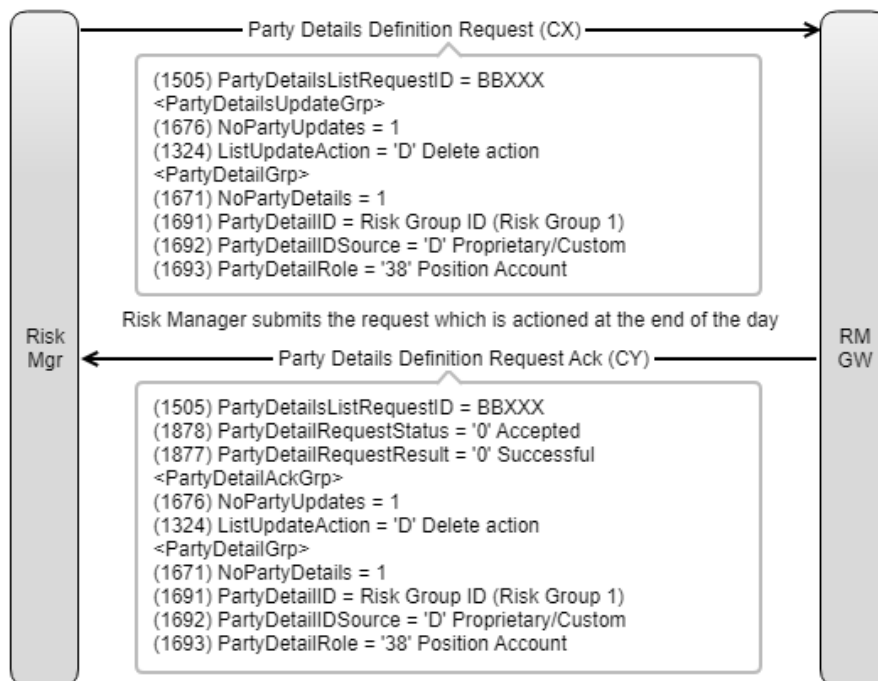 Party Details Definition Request (CX)
(1505) PartyDetailsListRequestID = BBXXX
<PartyDetailsUpdateGrp>
(1676) NoPartyUpdates = 1
(1324) ListUpdateAction = 'D' Delete action
<PartyDetailGrp>
(1671) NoPartyDetails = 1
(1691) PartyDetailID = Risk Group ID (Risk Group 1)
(1692) PartyDetailIDSource = 'D' Proprietary/Custom
(1693) PartyDetailRole = '38' Position Account
Risk Manager submits the request which is actioned at the end of the day
Risk
Mgr
RM
GW
Party Details Definition Request Ack (CY)
(1505) PartyDetailsListRequestID = BBXXX
(1878) PartyDetailRequestStatus = '0' Accepted
(1877) PartyDetailRequestResult = '0' Successful
<PartyDetailAckGrp>
(1676) NoPartyUpdates = 1
(1324) ListUpdateAction = 'D' Delete action
<PartyDetailGrp>
(1671) NoPartyDetails = 1
(1691) PartyDetailID = Risk Group ID (Risk Group 1)
(1692) PartyDetailIDSource = 'D' Proprietary/Custom
(1693) PartyDetailRole = '38' Position Account